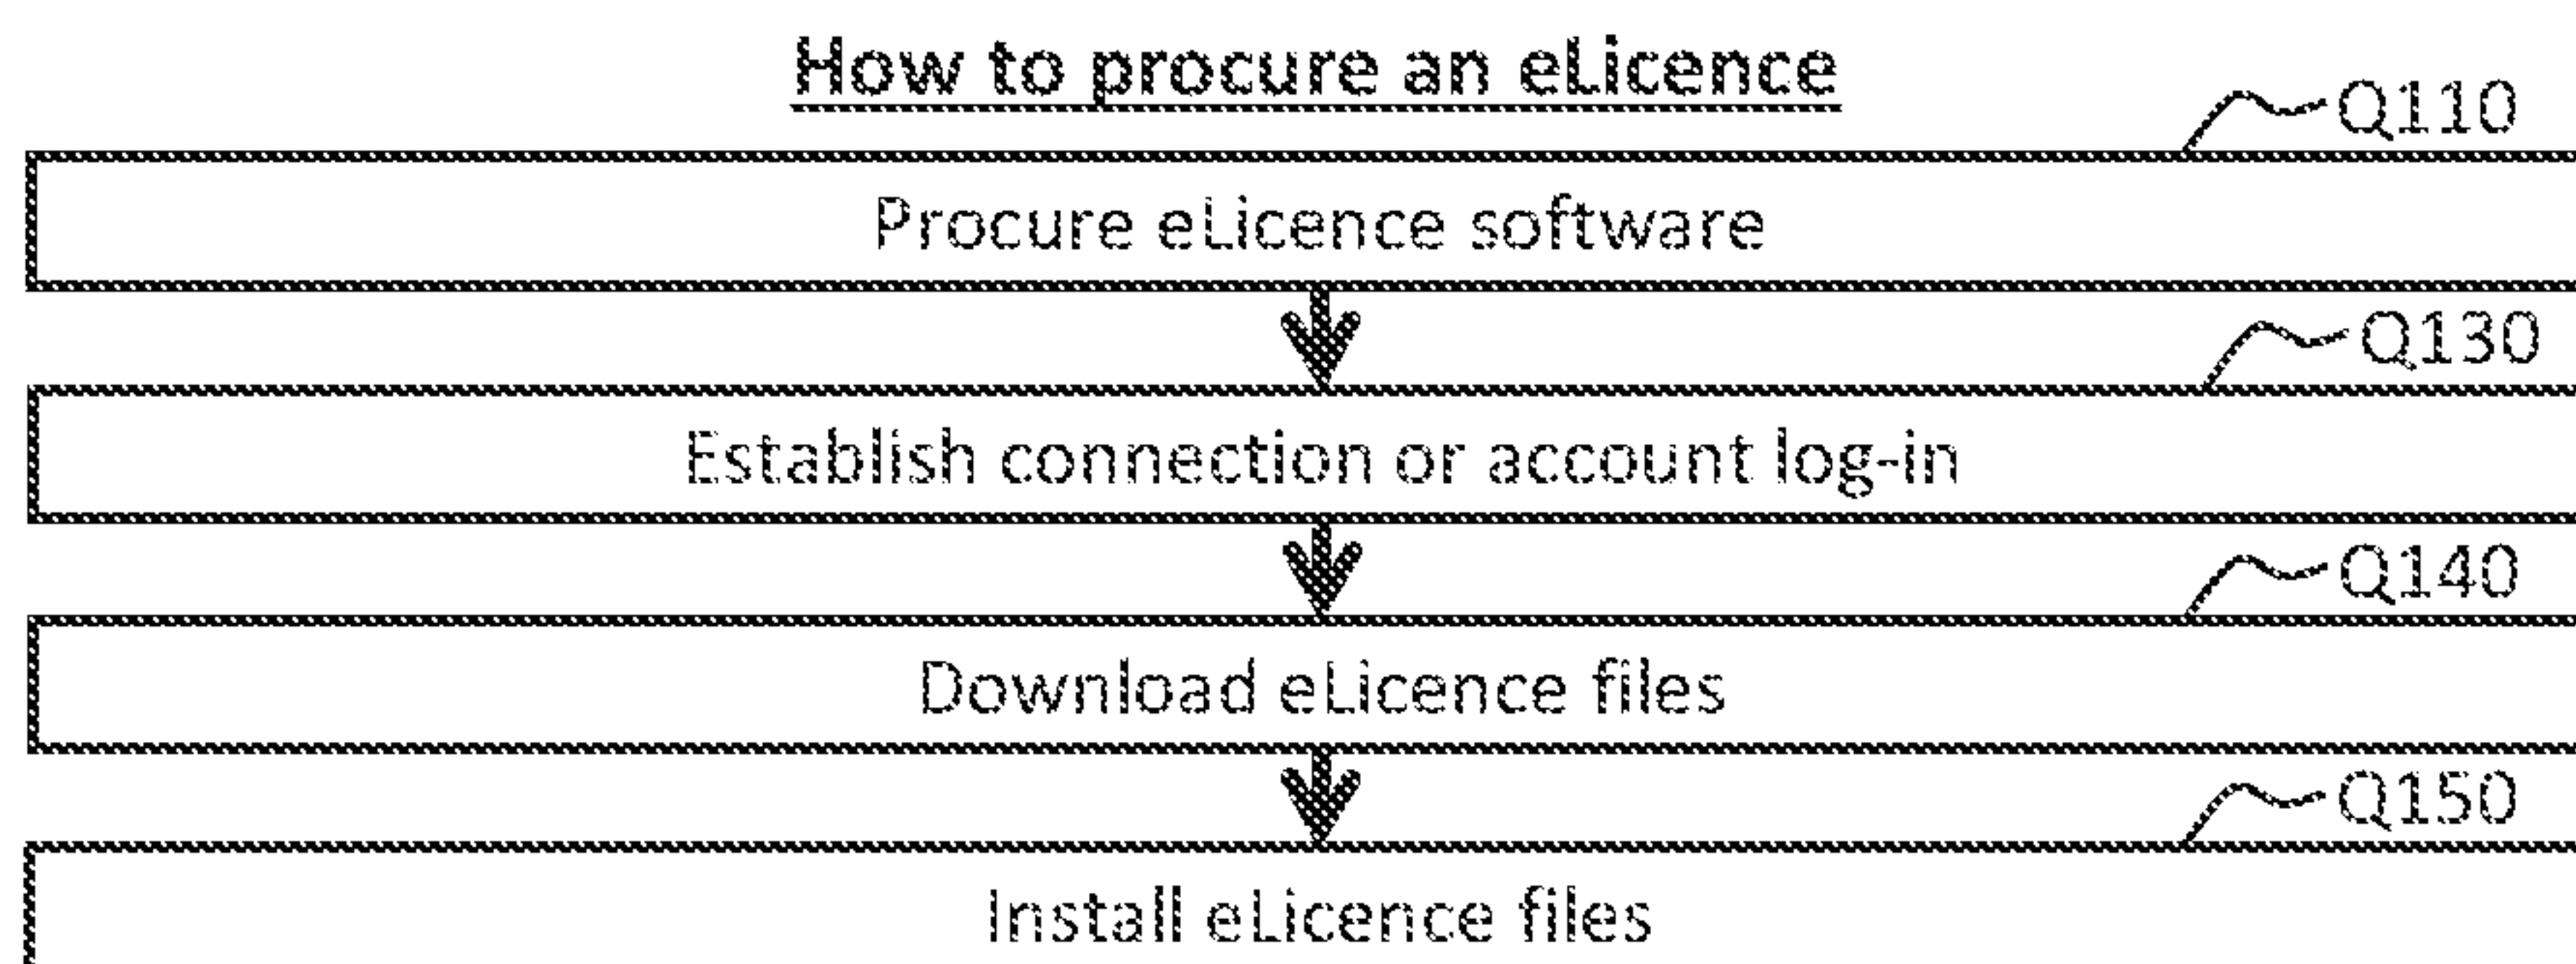 How to procure an eLicence
Q110
Procure eLicence software
Q130
Establish connection or account log-in
Q140
Download eLicence files
Q150
Install eLicence files